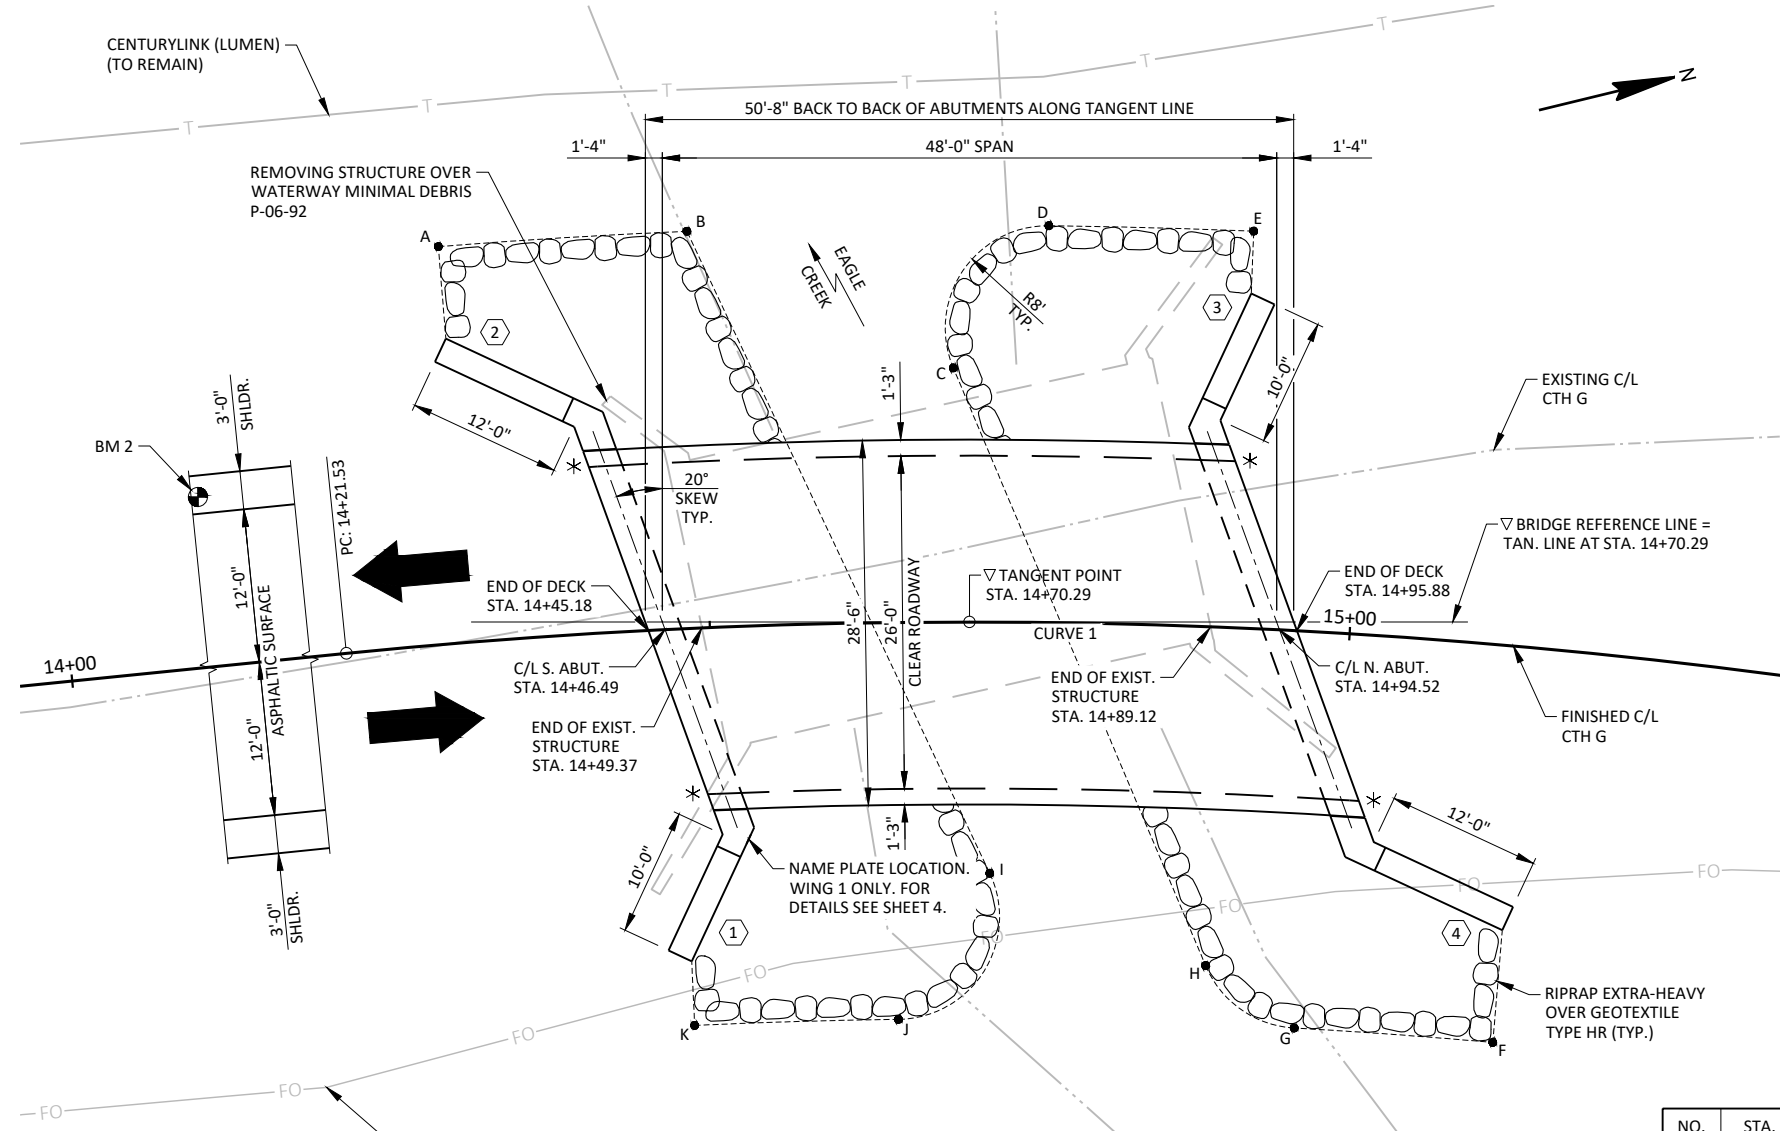 CENTURYLINK (LUMEN)
(TO REMAIN)
T
T
T
T
T
T
N
50'-8" BACK TO BACK OF ABUTMENTS ALONG TANGENT LINE
1'-4"
48'-0" SPAN
1'-4"
REMOVING STRUCTURE OVER
WATERWAY MINIMAL DEBRIS
P-06-92
A
B
D
E
EAGLE
CREEK
R8'
TYP.
2
3
C
1'-3"
10'-0"
EXISTING C/L
CTH G
3'-0"
SHLDR.
12'-0"
BM 2
*
*
PC: 14+21.53
20°
SKEW
TYP.
BRIDGE REFERENCE LINE =
TAN. LINE AT STA. 14+70.29
12'-0"
ASPHALTIC SURFACE
12'-0"
END OF DECK
STA. 14+45.18
TANGENT POINT
STA. 14+70.29
END OF DECK
STA. 14+95.88
28'-6"
26'-0"
CLEAR ROADWAY
CURVE 1
15+00
14+00
C/L S. ABUT.
STA. 14+46.49
END OF EXIST.
STRUCTURE
STA. 14+89.12
C/L N. ABUT.
STA. 14+94.52
END OF EXIST.
STRUCTURE
STA. 14+49.37
FINISHED C/L
CTH G
*
*
1'-3"
12'-0"
10'-0"
NAME PLATE LOCATION.
WING 1 ONLY. FOR
DETAILS SEE SHEET 4.
I
3'-0"
SHLDR.
1
4
FO
FO
FO
FO
FO
FO
FO
FO
H
RIPRAP EXTRA-HEAVY
OVER GEOTEXTILE
TYPE HR (TYP.)
K
J
G
F
NO.
STA.